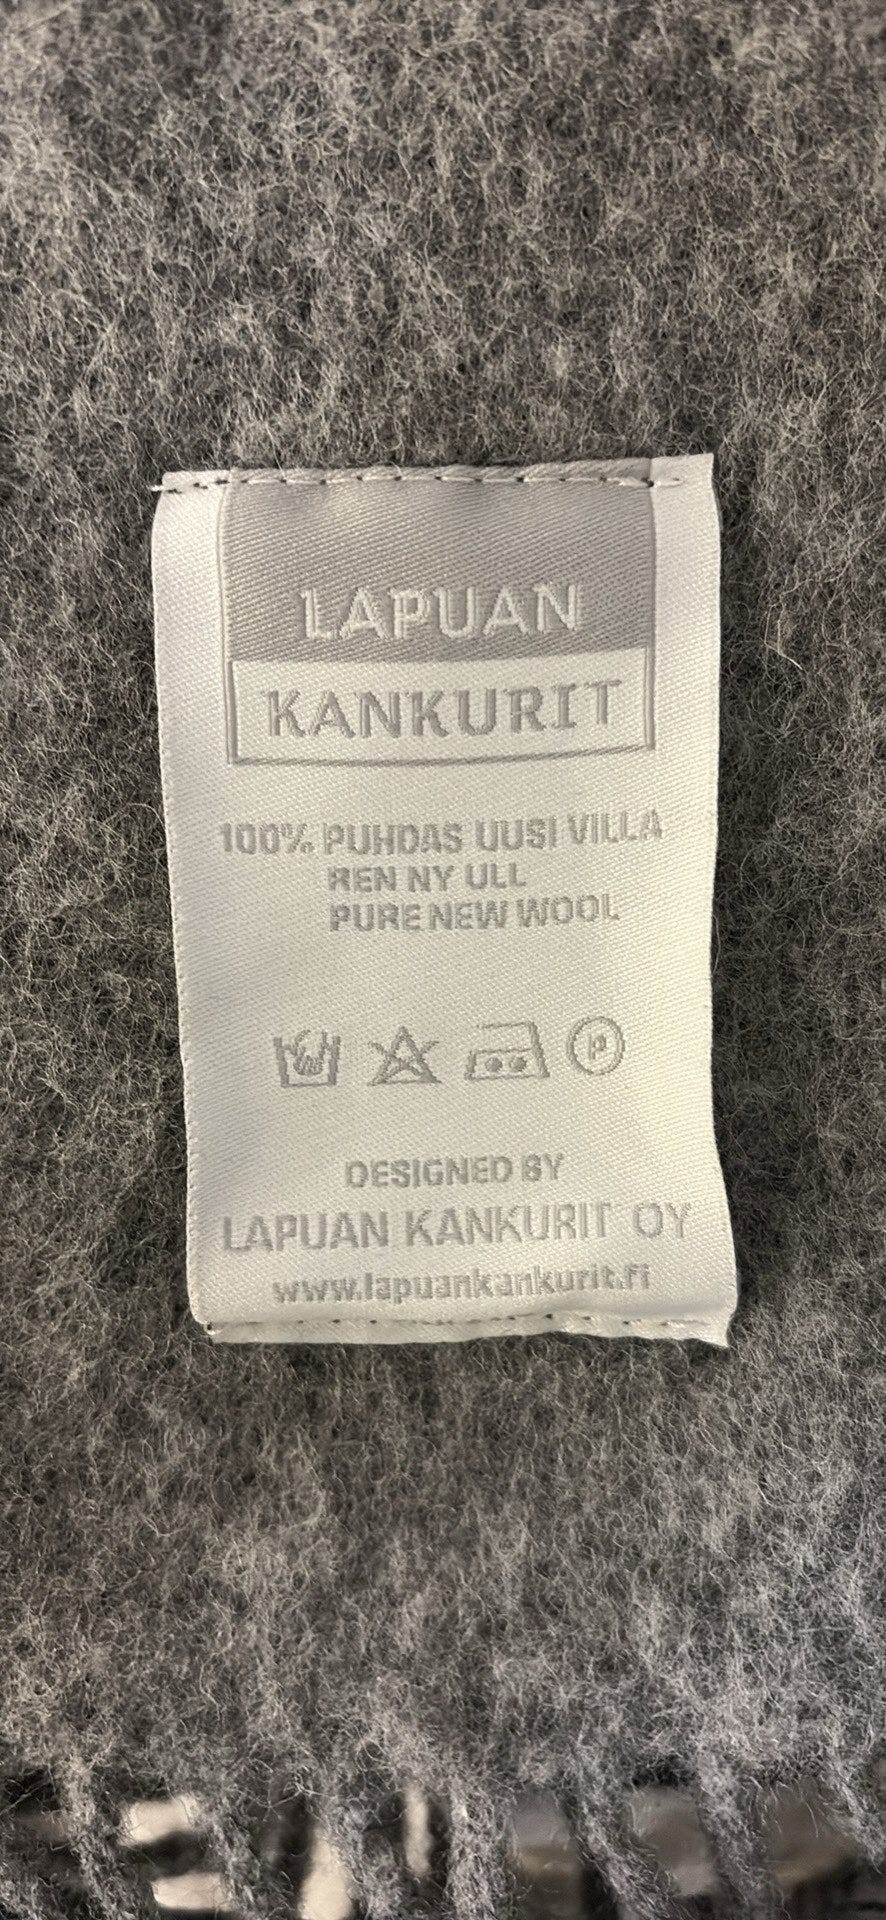 LAPUAN
KANKURIT
100% PUHDAS UUSI VILLA
REN NY ULL
PURE NEW WOOL
P
DESIGNED BY
LAPUAN KANKURIT OY
www.lapuankankurit.fi